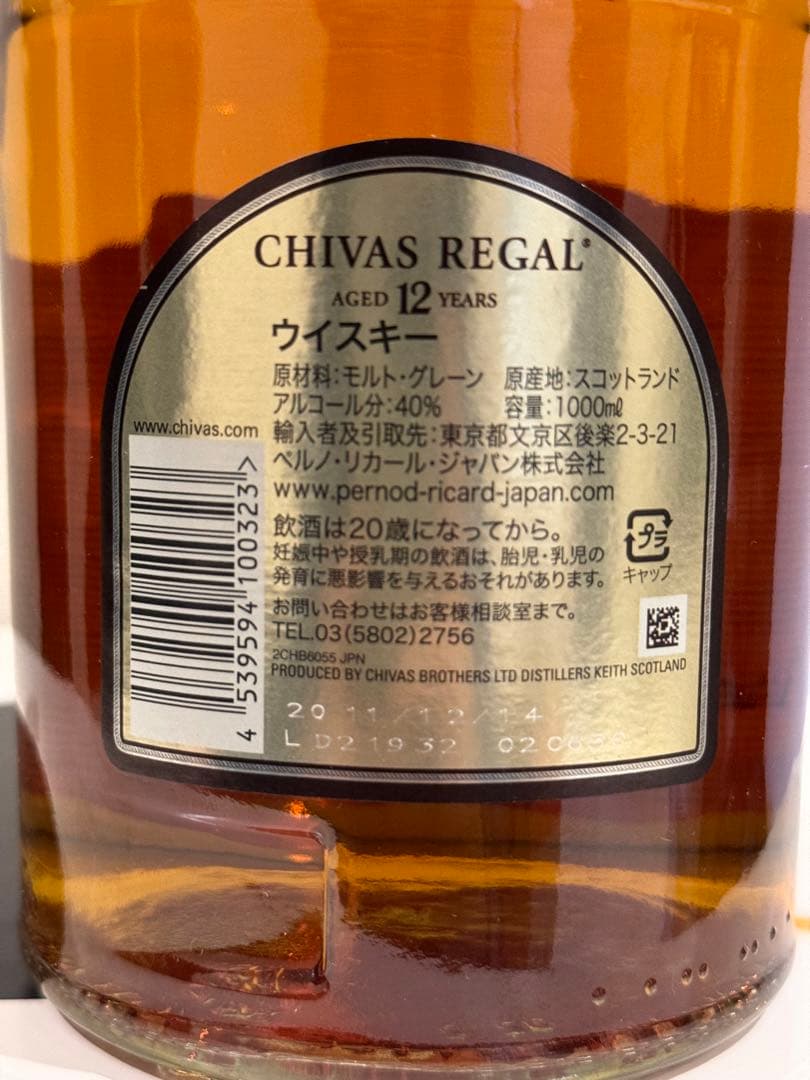 CHIVAS REGAL®
AGED 12 YEARS
ウイスキー
原材料:モルト・グレーン 原産地:スコットランド
アルコール分:40% 容量:1000㎖
www.chivas.com
輸入者及引取先:東京都文京区後楽2-3-21
ペルノ・リカール・ジャパン株式会社
www.pernod-ricard-japan.com
飲酒は20歳になってから。
妊娠中や授乳期の飲酒は、胎児・乳児の
発育に悪影響を与えるおそれがあります。
プラ
キャップ
お問い合わせはお客様相談室まで。
TEL.03(5802)2756
2CHB6055 JPN
PRODUCED BY CHIVAS BROTHERS LTD DISTILLERS KEITH SCOTLAND
4 539594 100323 >
2011/12/14
L D21932